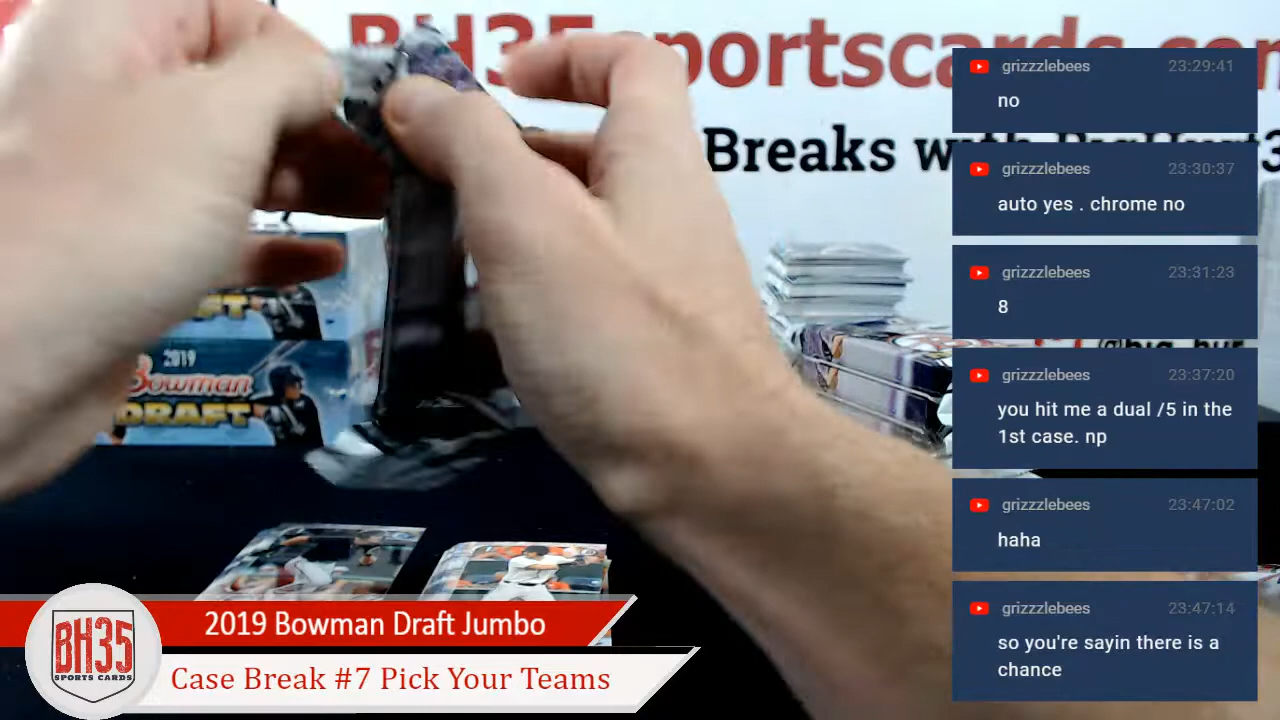 BH35sportscards.com
Breaks with
2019
Bowman
DRAFT
grizzzlebees 23:29:41
no
grizzzlebees 23:30:37
auto yes . chrome no
grizzzlebees 23:31:23
8
grizzzlebees 23:37:20
you hit me a dual /5 in the
1st case. np
grizzzlebees 23:47:02
haha
grizzzlebees 23:47:14
so you're sayin there is a
chance
BH35
SPORTS CARDS
2019 Bowman Draft Jumbo
Case Break #7 Pick Your Teams